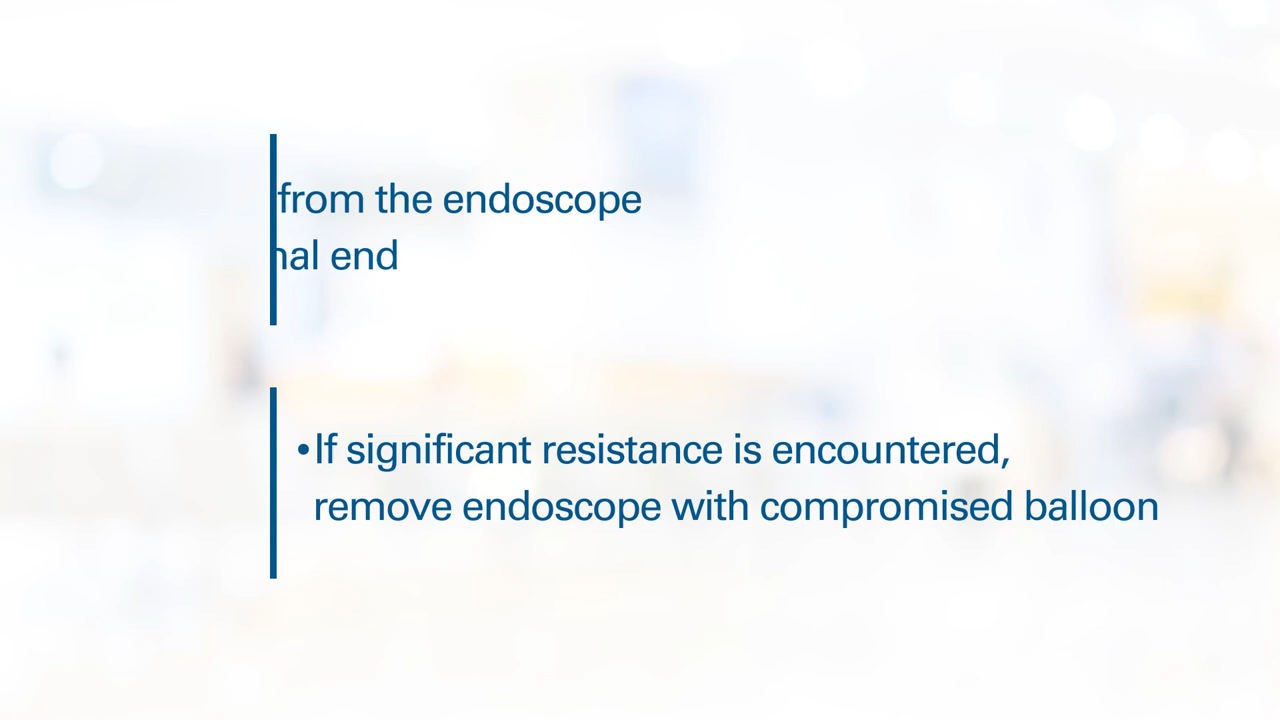 from the endoscope
nal end
•If significant resistance is encountered,
remove endoscope with compromised balloon